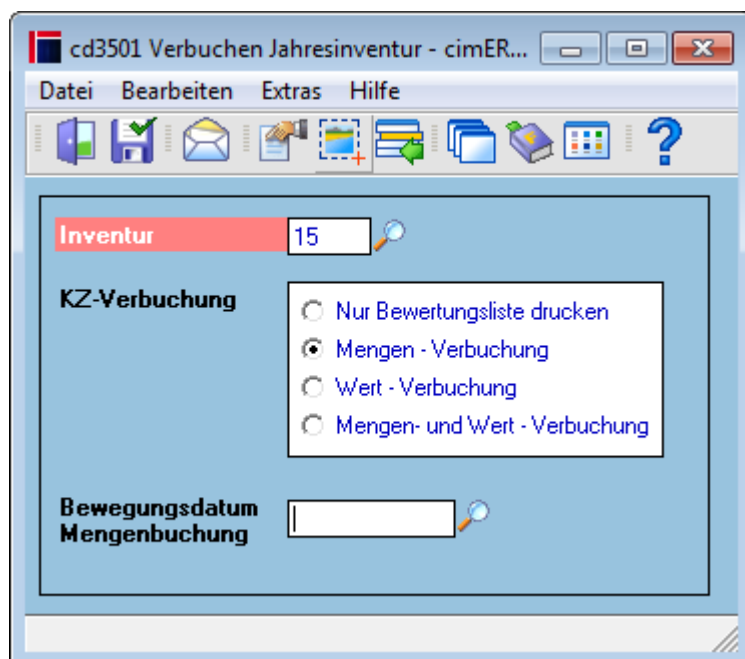 cd3501 Verbuchen Jahresinventur - cimER...
Datei Bearbeiten Extras Hilfe
Inventur 15
KZ-Verbuchung
Nur Bewertungsliste drucken
Mengen - Verbuchung
Wert - Verbuchung
Mengen- und Wert - Verbuchung
Bewegungsdatum
Mengenbuchung